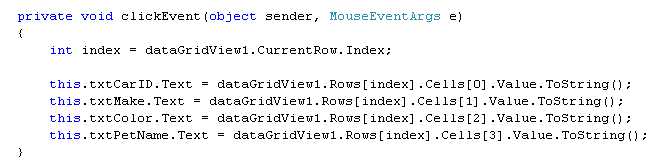 private void clickEvent(object sender, MouseEventArgs e)
{
int index = dataGridView1.CurrentRow.Index;
this.txtCarID.Text = dataGridView1.Rows[index].Cells[0].Value.ToString();
this.txtMake.Text = dataGridView1.Rows[index].Cells[1].Value.ToString();
this.txtColor.Text = dataGridView1.Rows[index].Cells[2].Value.ToString();
this.txtPetName.Text = dataGridView1.Rows[index].Cells[3].Value.ToString();
}